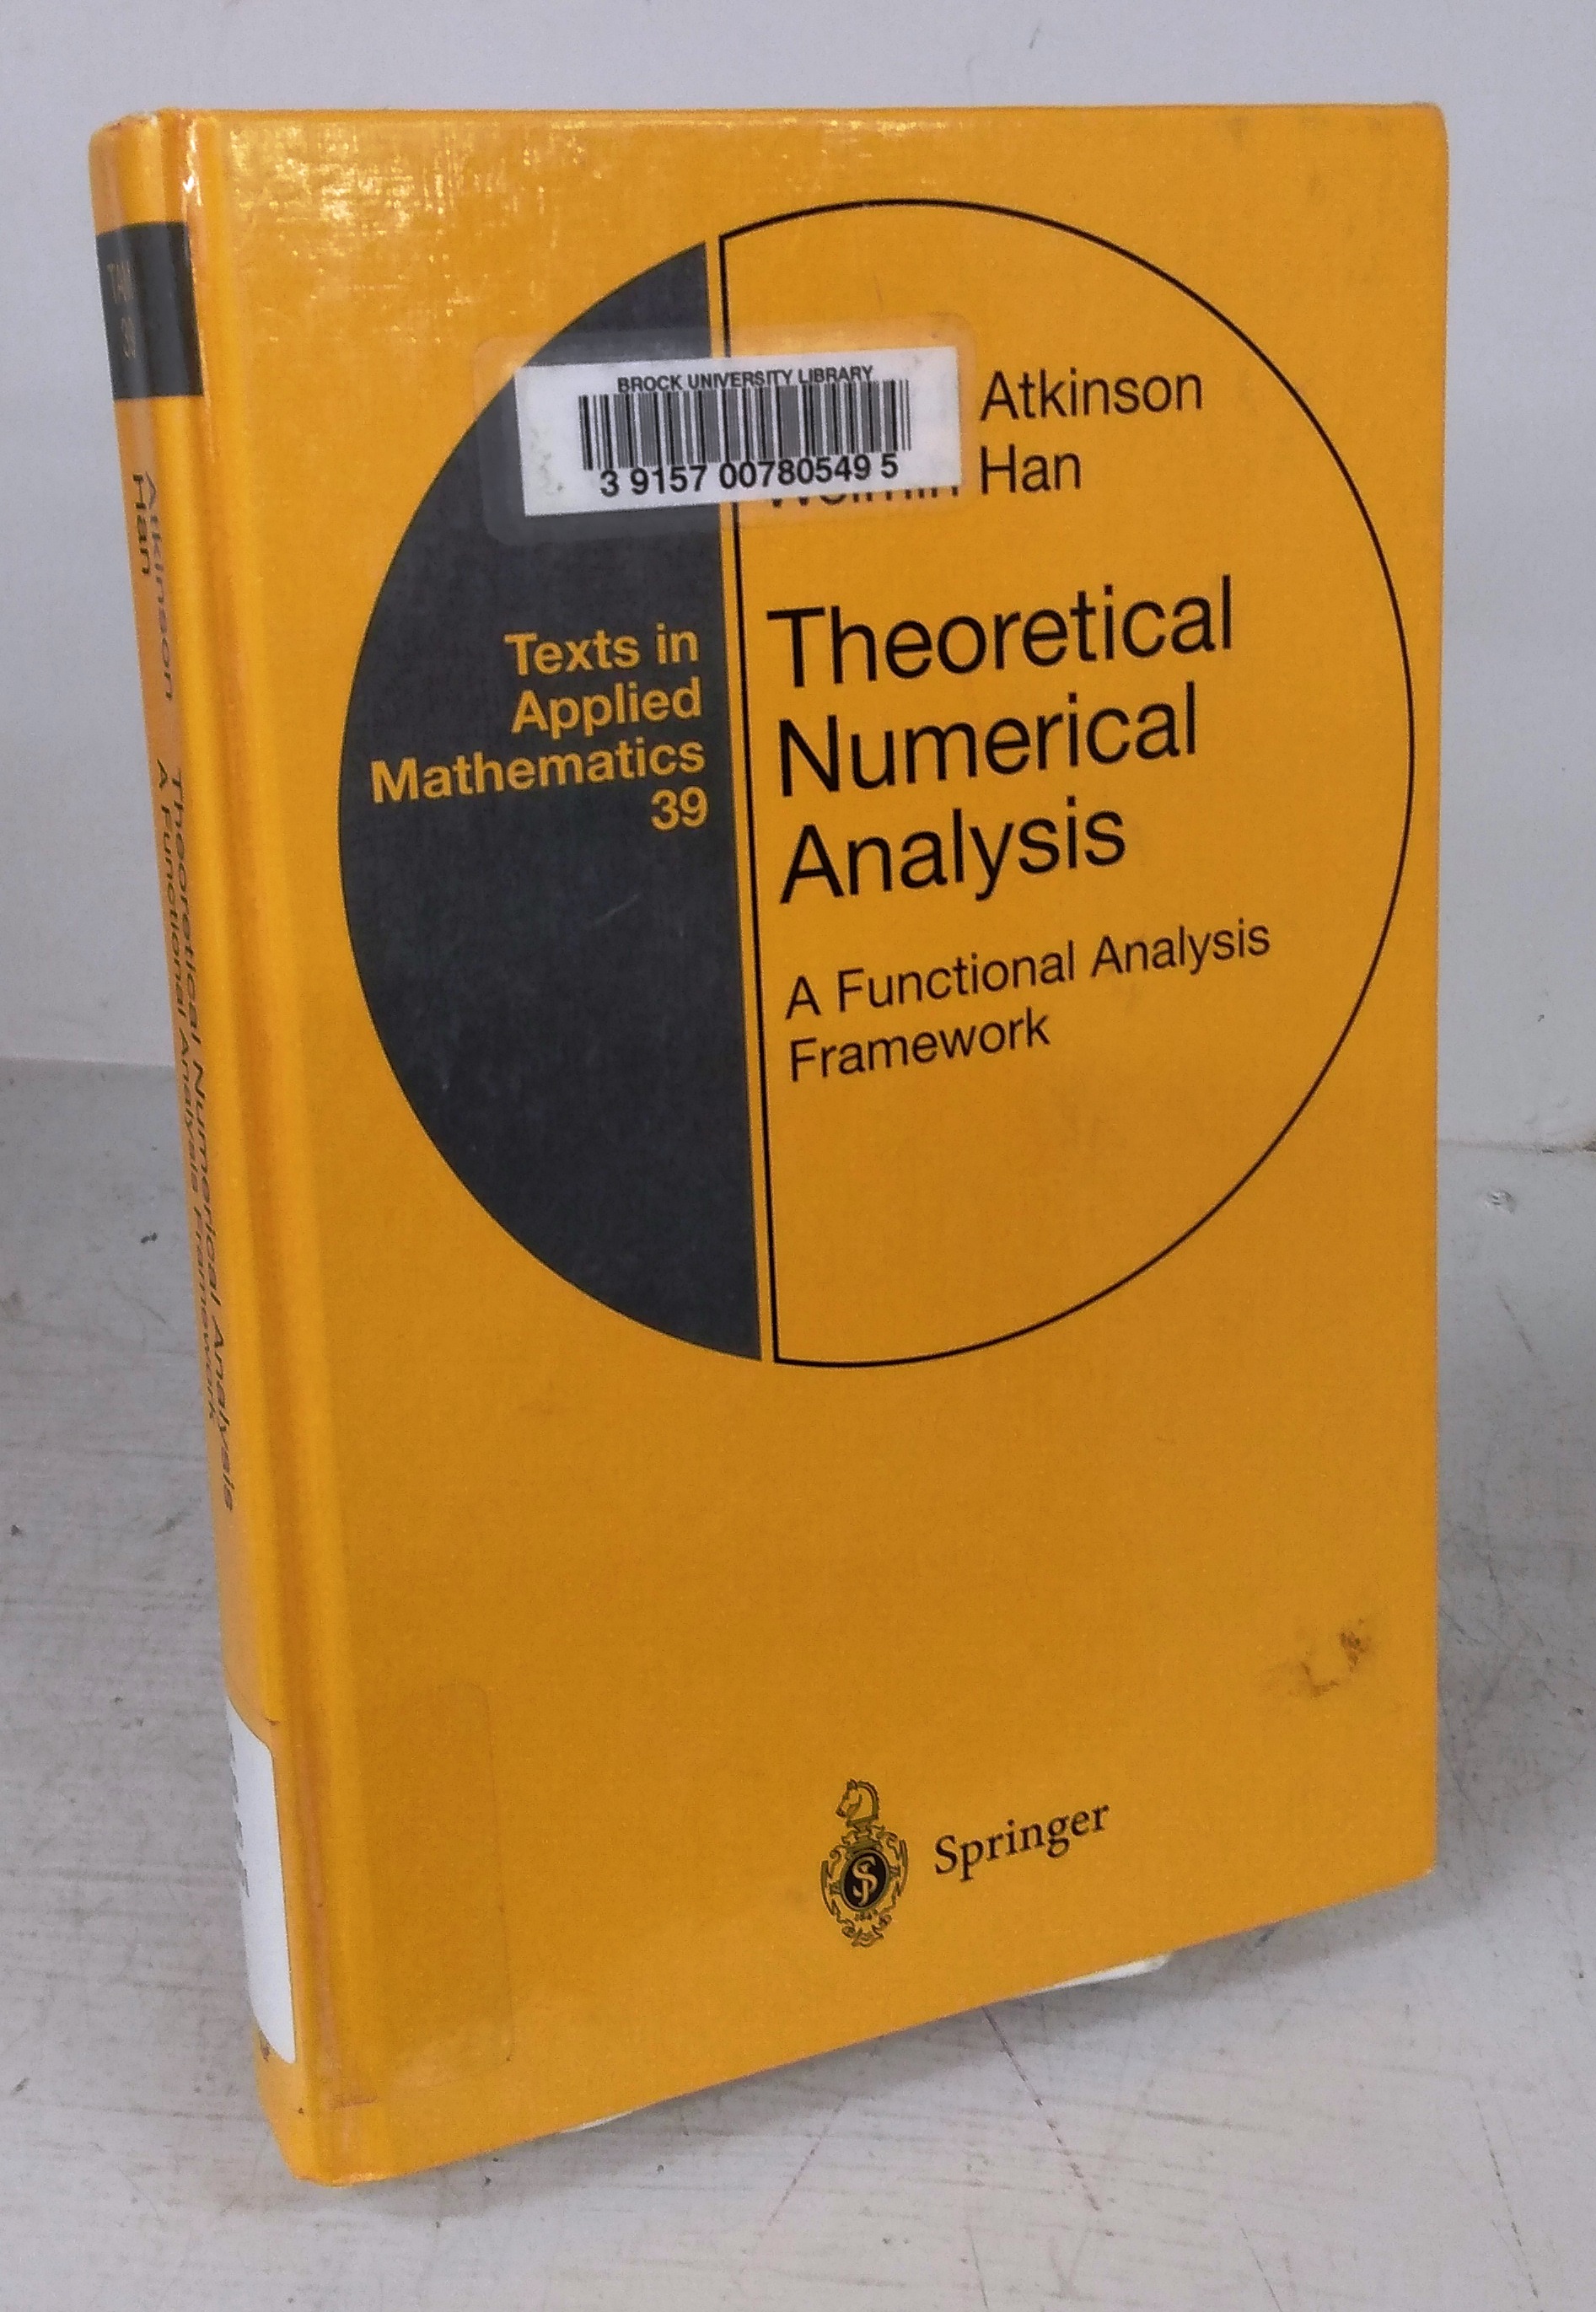 BROCK UNIVERSITY LIBRARY
3 9157 00780549 5
Atkinson
Han
Texts in
Applied
Mathematics
39
Theoretical
Numerical
Analysis
A Functional Analysis
Framework
Springer
TAM
39
Atkinson
Han
Theoretical Numerical Analysis
A Functional Analysis Framework